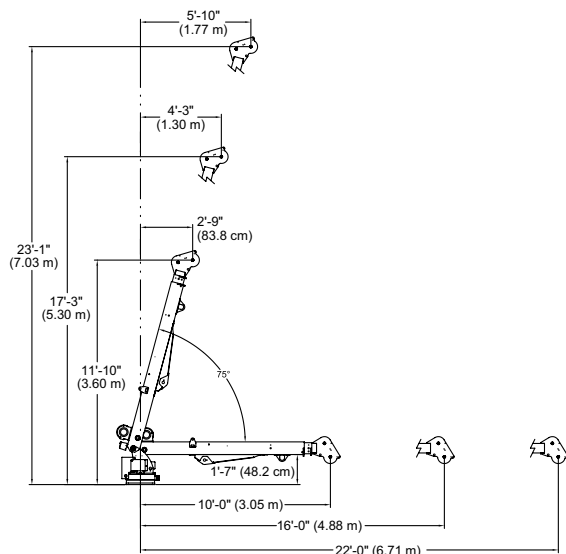 5'-10"
(1.77 m)
4'-3"
(1.30 m)
2'-9"
(83.8 cm)
23'-1"
(7.03 m)
17'-3"
(5.30 m)
11'-10"
(3.60 m)
75°
1'-7" (48.2 cm)
10'-0" (3.05 m)
16'-0" (4.88 m)
22'-0" (6.71 m)